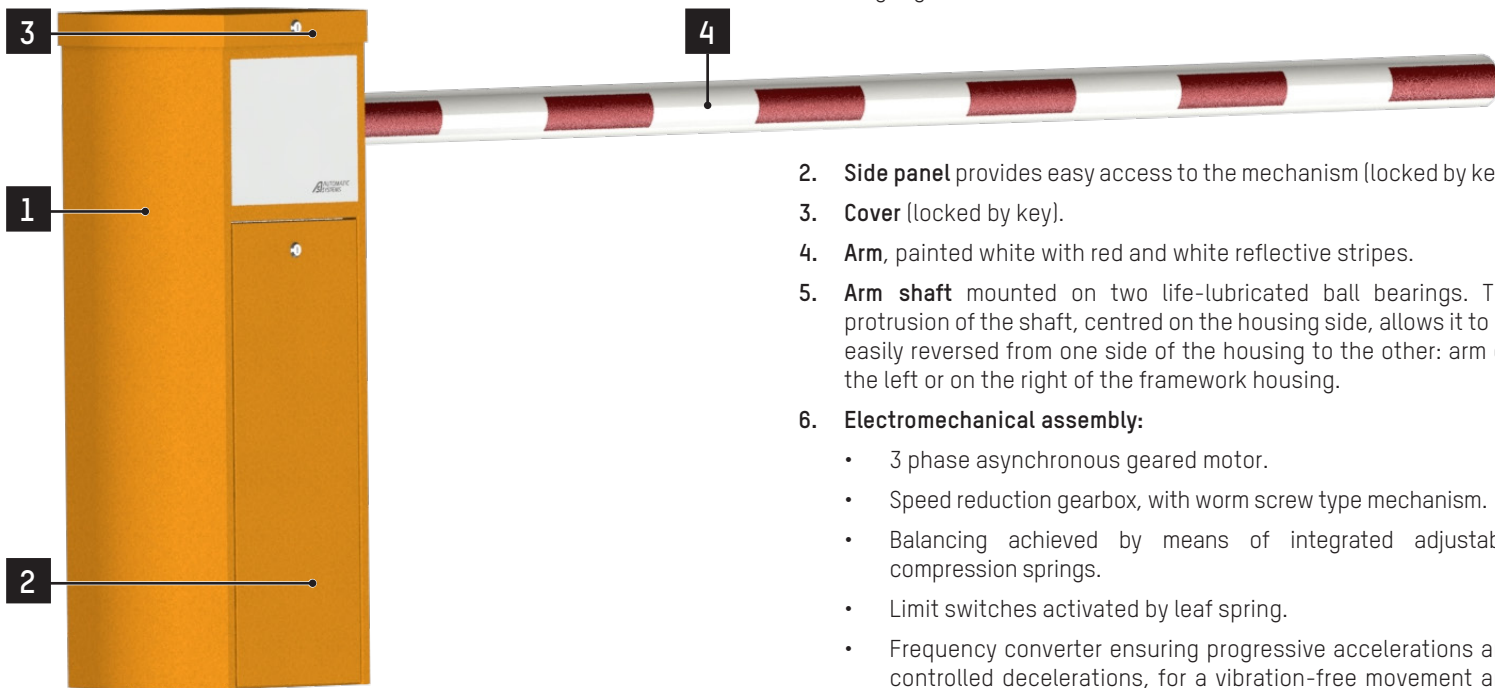 3
4
1
2
AUTOMATIC
SYSTEMS
2. Side panel provides easy access to the mechanism (locked by
3. Cover (locked by key).
4. Arm, painted white with red and white reflective stripes.
5. Arm shaft mounted on two life-lubricated ball bearings.
protrusion of the shaft, centred on the housing side, allows it to
easily reversed from one side of the housing to the other: arm
the left or on the right of the framework housing.
6. Electromechanical assembly:
• 3 phase asynchronous geared motor.
• Speed reduction gearbox, with worm screw type mechanism.
• Balancing achieved by means of integrated
compression springs.
• Limit switches activated by leaf spring.
• Frequency converter ensuring progressive accelerations
controlled decelerations, for a vibration-free movement